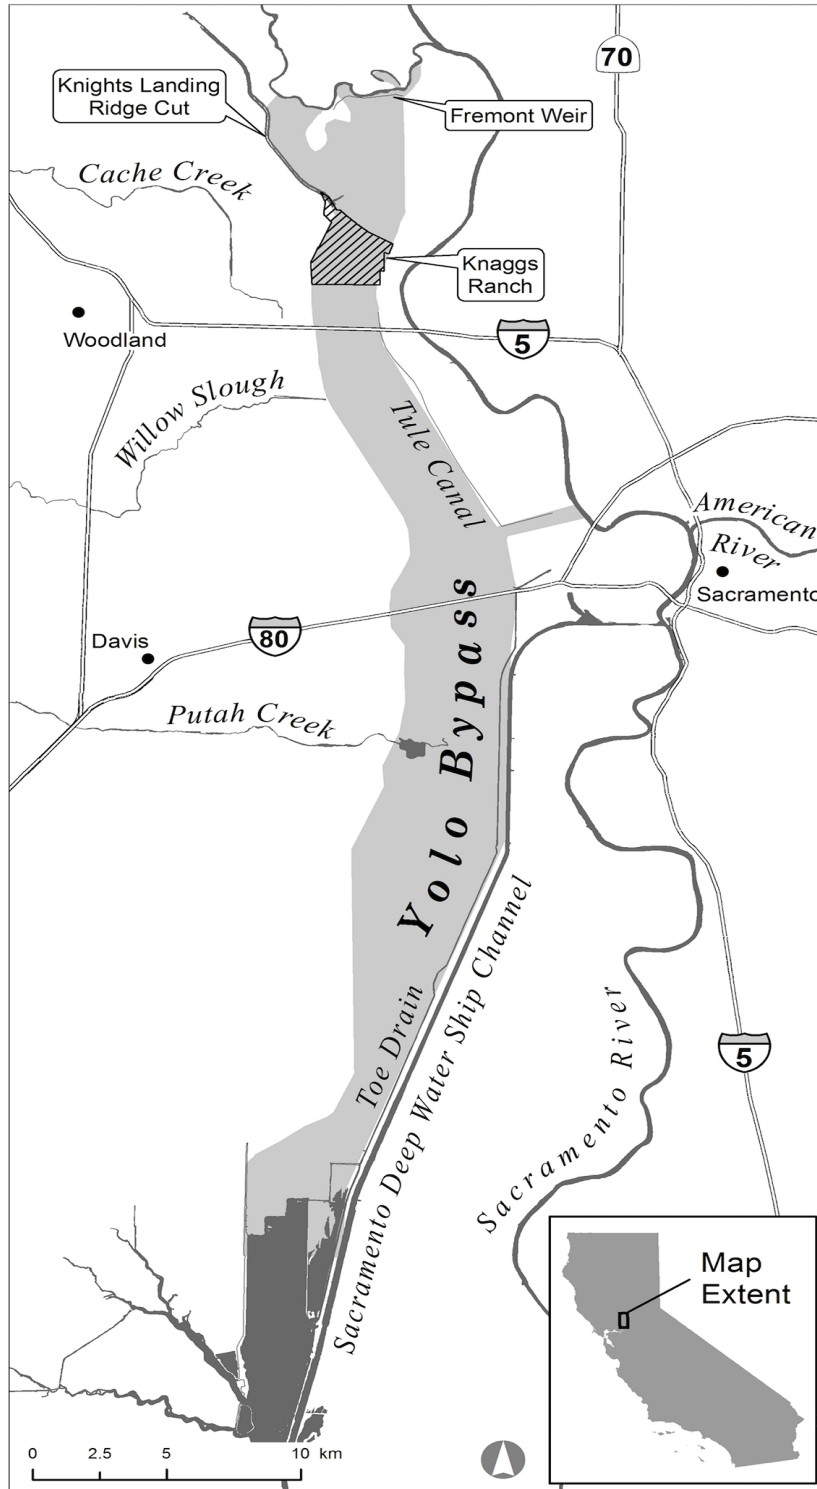 70
Knights Landing
Ridge Cut
Fremont Weir
Cache Creek
Knaggs
Ranch
Woodland
5
Willow Slough
Tule Canal
American
River
Sacramento
80
Davis
Putah Creek
Yolo Bypass
Toe Drain
Sacramento Deep Water Ship Channel
Sacramento River
5
Map
Extent
0 2.5 5 10 km